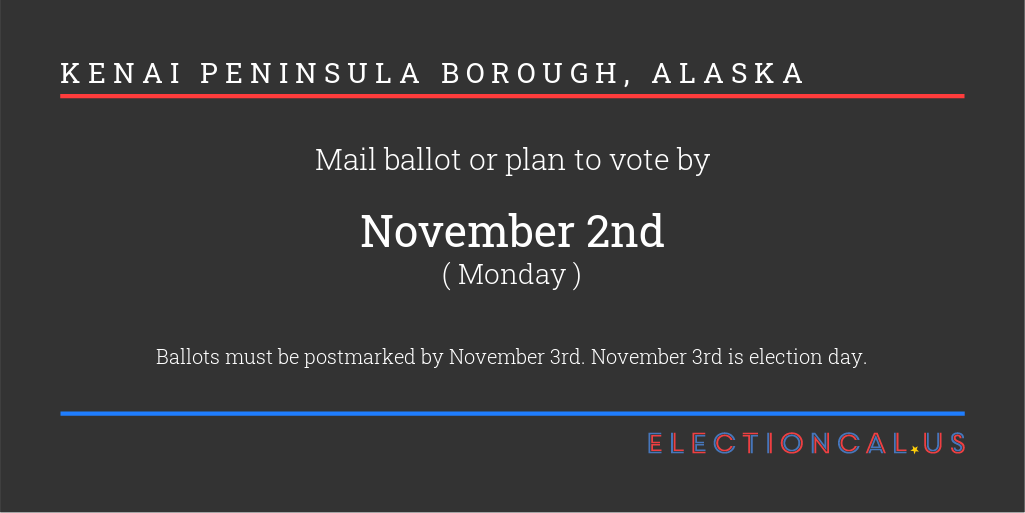 KENAI PENINSULA BOROUGH, ALASKA
Mail ballot or plan to vote by
November 2nd
( Monday )
Ballots must be postmarked by November 3rd. November 3rd is election day.
ELECTIONCAL.US